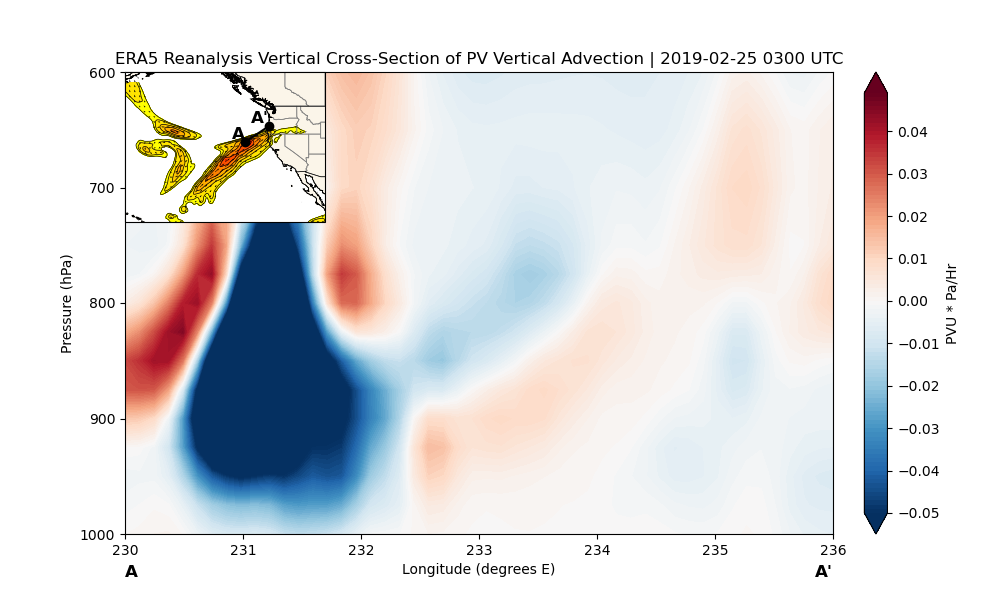 ERA5 Reanalysis Vertical Cross-Section of PV Vertical Advection | 2019-02-25 0300 UTC
A A'
600
700
800
900
1000
Pressure (hPa)
230 231 232 233 234 235 236
Longitude (degrees E)
A A'
0.04
0.03
0.02
0.01
0.00
−0.01
−0.02
−0.03
−0.04
−0.05
PVU * Pa/Hr